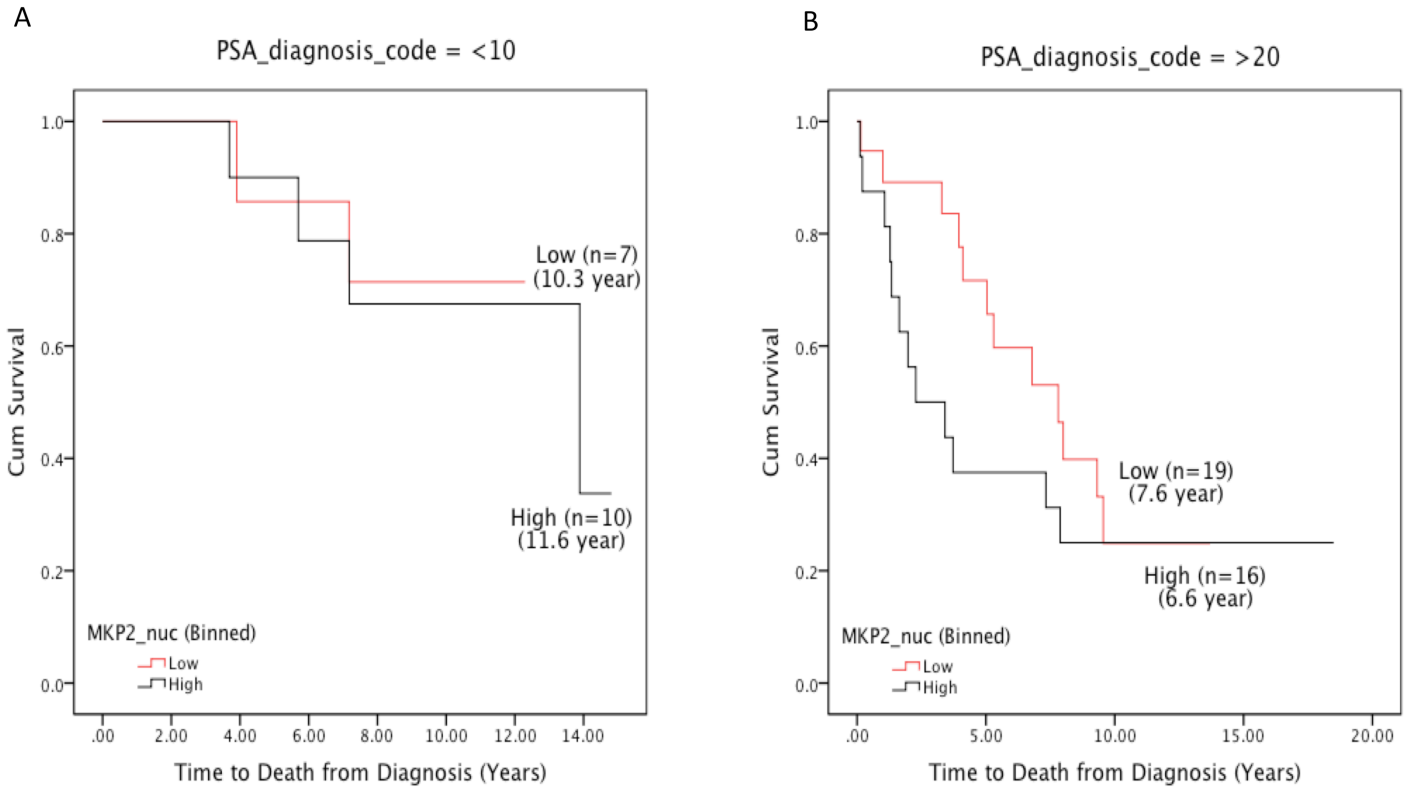 A
PSA_diagnosis_code = <10
Cum Survival
1.0
0.8
0.6
0.4
0.2
0.0
Low (n=7)
(10.3 year)
High (n=10)
(11.6 year)
MKP2_nuc (Binned)
Low
High
.00 2.00 4.00 6.00 8.00 10.00 12.00 14.00
Time to Death from Diagnosis (Years)
B
PSA_diagnosis_code = >20
Cum Survival
1.0
0.8
0.6
0.4
0.2
0.0
Low (n=19)
(7.6 year)
High (n=16)
(6.6 year)
MKP2_nuc (Binned)
Low
High
.00 5.00 10.00 15.00 20.00
Time to Death from Diagnosis (Years)